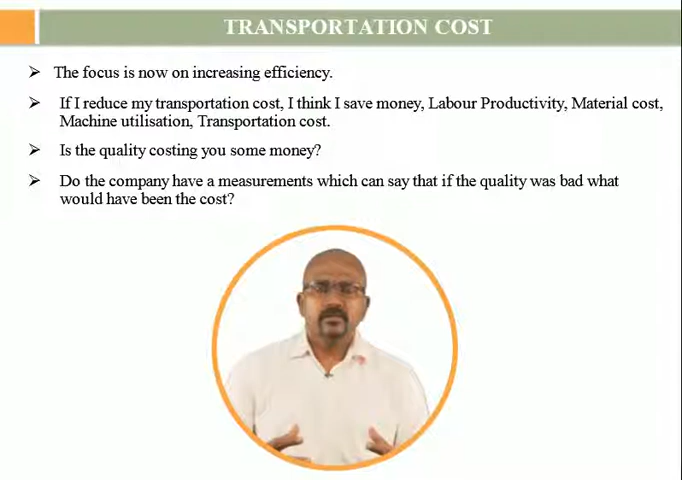 TRANSPORTATION COST
➤ The focus is now on increasing efficiency.
➤ If I reduce my transportation cost, I think I save money, Labour Productivity, Material cost,
Machine utilisation, Transportation cost.
➤ Is the quality costing you some money?
➤ Do the company have a measurements which can say that if the quality was bad what
would have been the cost?